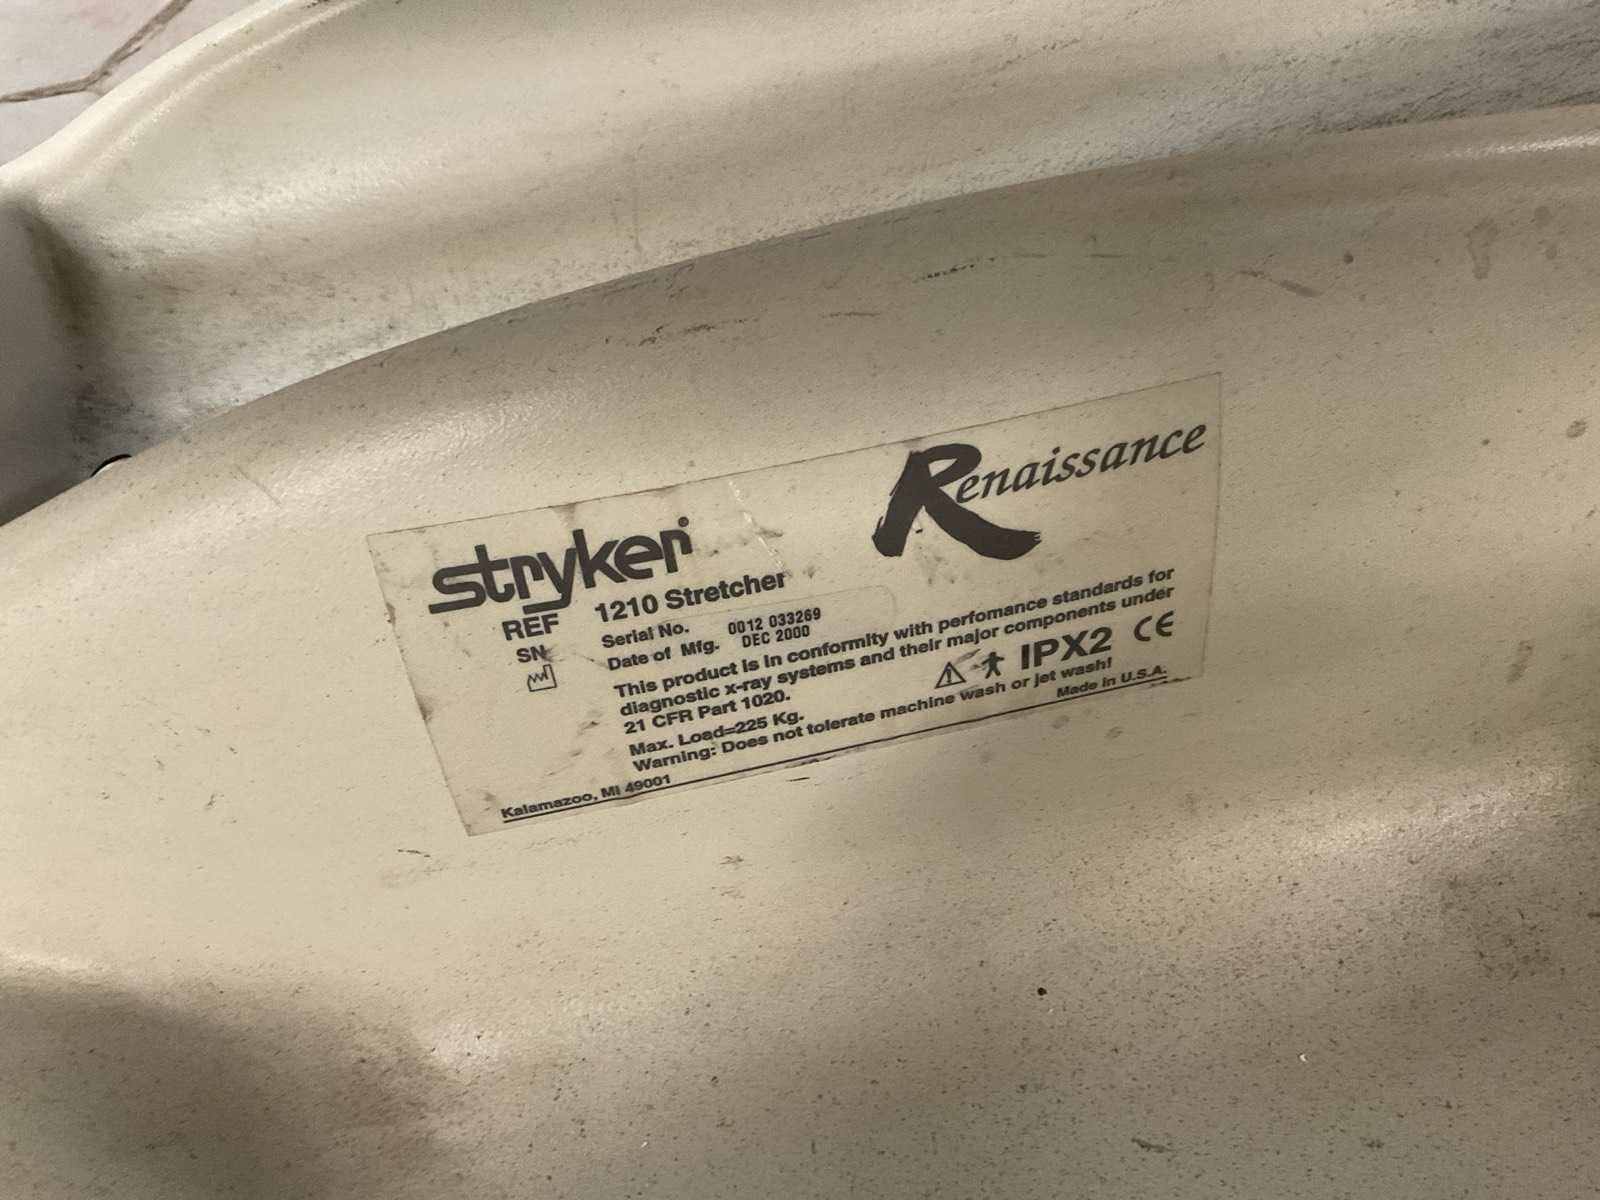 stryker®
Renaissance
REF 1210 Stretcher
SN Serial No. 0012 033269
Date of Mfg. DEC 2000
This product is in conformity with perfomance standards for
diagnostic x-ray systems and their major components under
21 CFR Part 1020.
IPX2 CE
Max. Load=225 Kg.
Warning: Does not tolerate machine wash or jet wash!
Kalamazoo, MI 49001
Made in U.S.A.